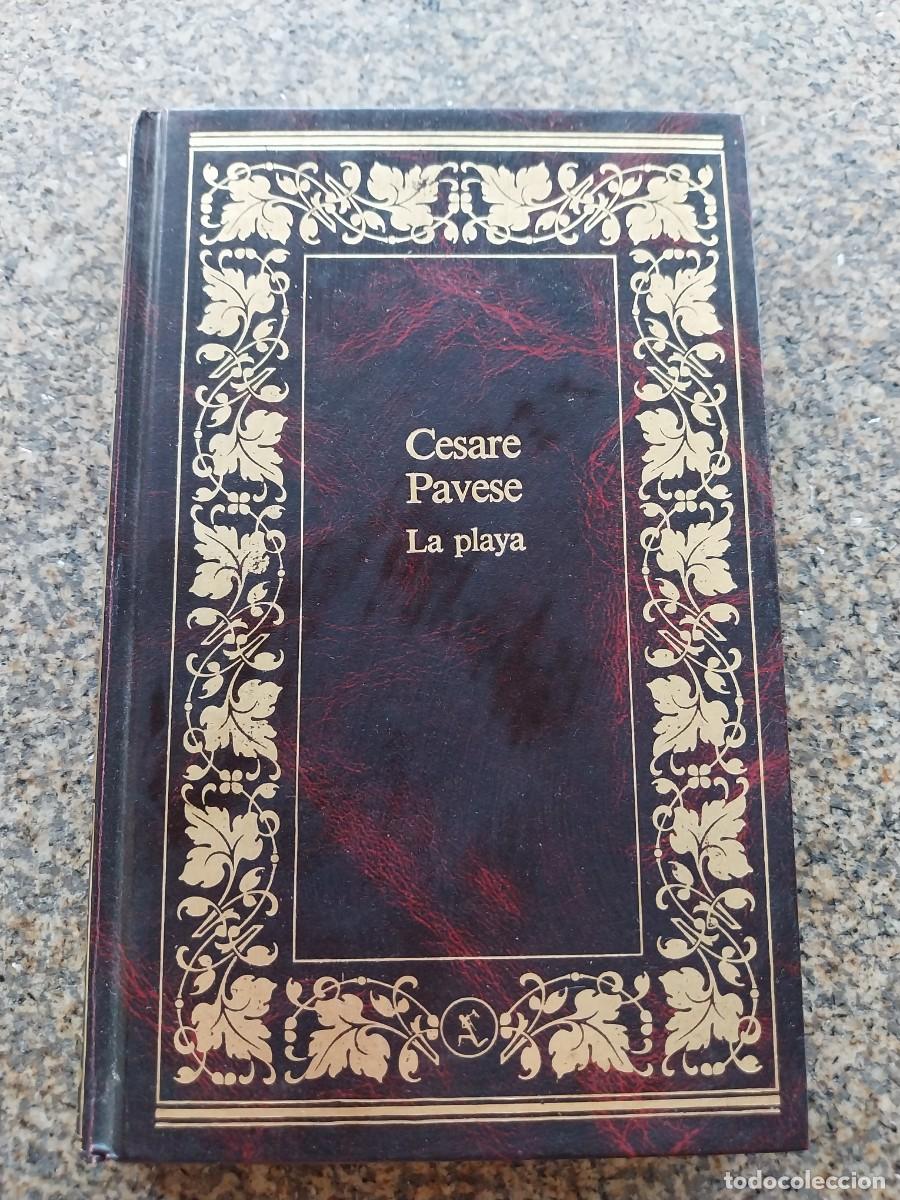 Cesare
Pavese
La playa
todocoleccion